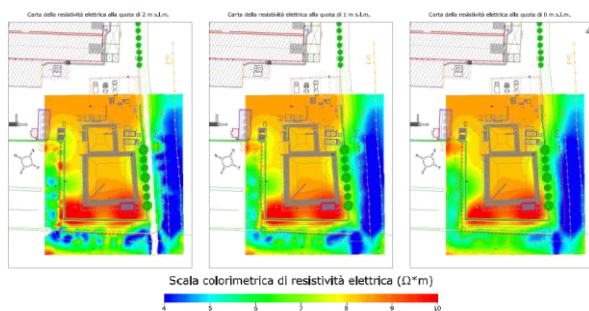 Carta della resistività elettrica alla quota di 2 m s.l.m.
Carta della resistività elettrica alla quota di 1 m s.l.m.
Carta della resistività elettrica alla quota di 0 m s.l.m.
Scala colorimetrica di resistività elettrica (Ω*m)
4 5 6 7 8 9 10